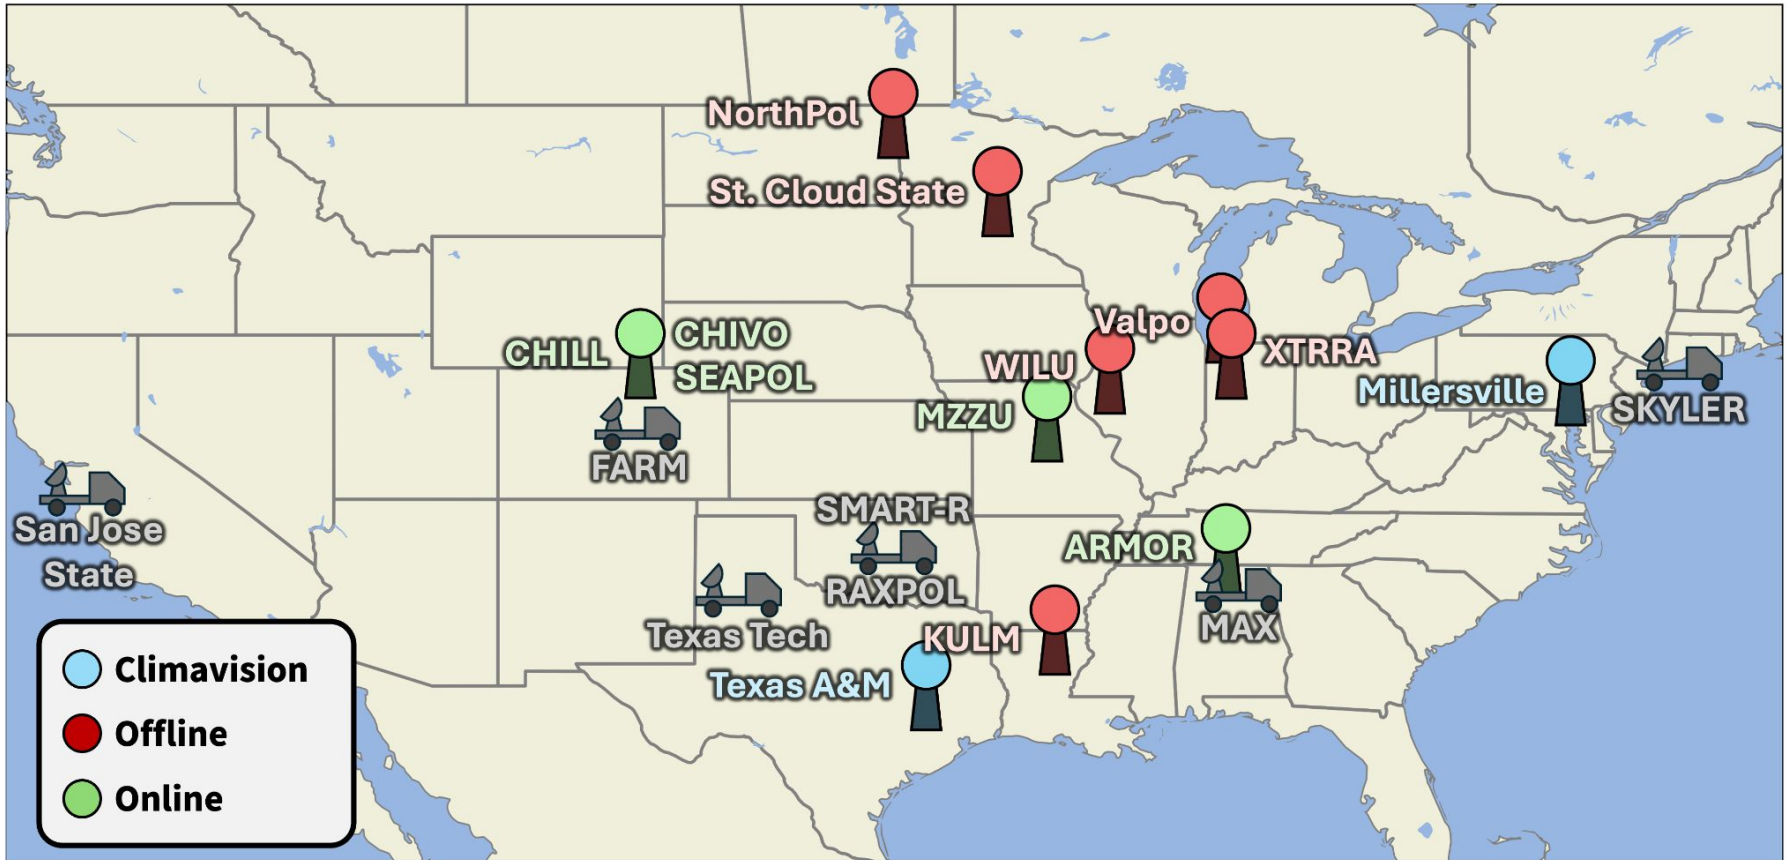 NorthPol
St. Cloud State
Valpo
CHIVO
CHILL
SEAPOL
WILU
XTRRA
MZZU
Millersville
SKYLER
FARM
San Jose
State
SMART-R
RAXPOL
ARMOR
MAX
Texas Tech
KULM
Texas A&M
Climavision
Offline
Online